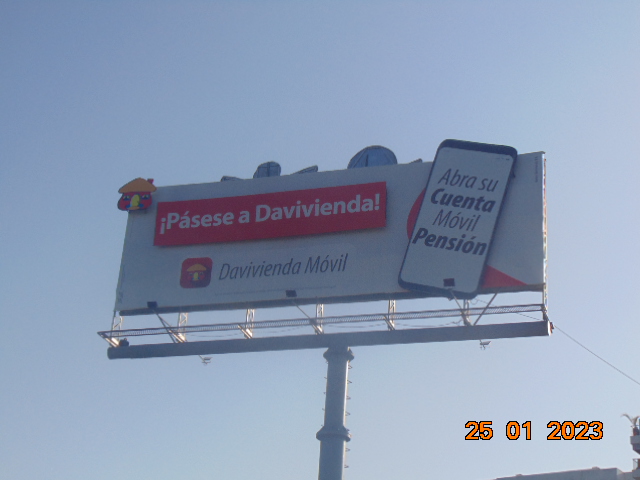 ¡Pásese a Davivienda!
Davivienda Móvil
Abra su
Cuenta
Móvil
Pensión
25 01 2023